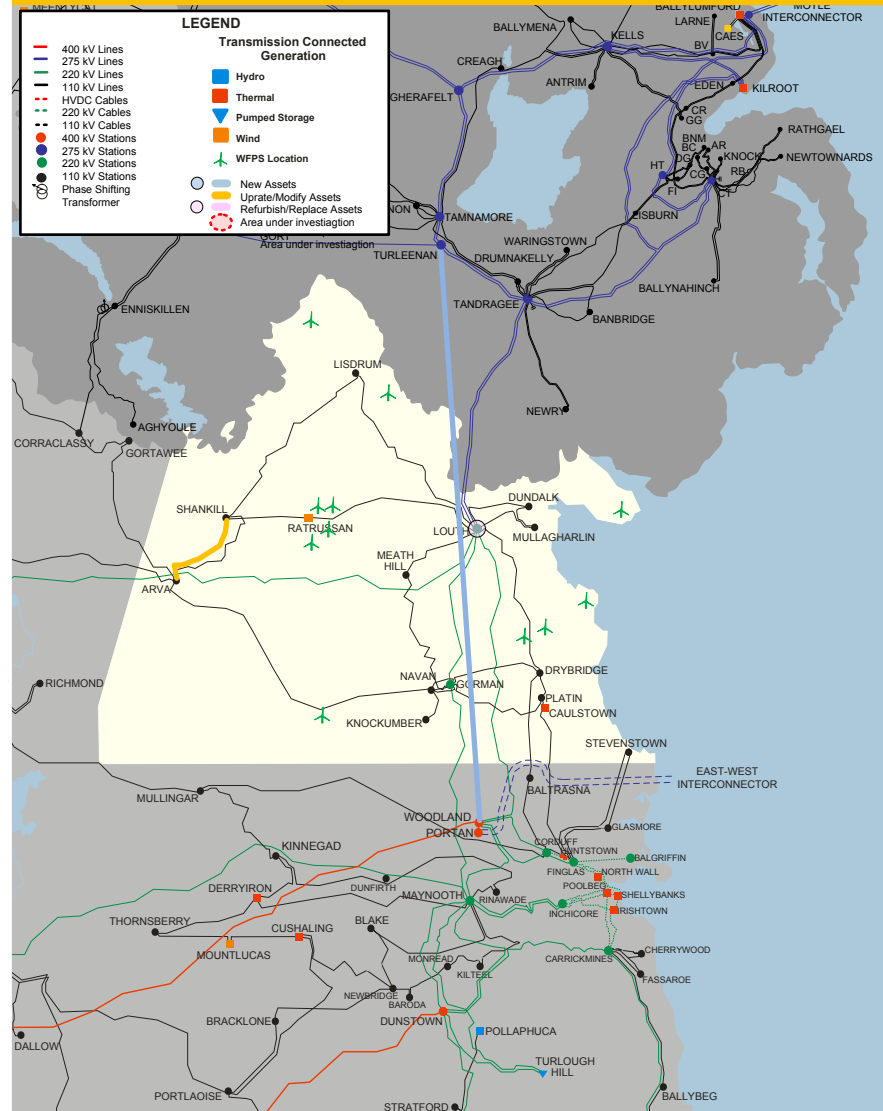 LEGEND
400 kV Lines
275 kV Lines
220 kV Lines
110 kV Lines
HVDC Cables
220 kV Cables
110 kV Cables
400 kV Stations
275 kV Stations
220 kV Stations
110 kV Stations
Phase Shifting
Transformer
Transmission Connected
Generation
Hydro
Thermal
Pumped Storage
Wind
WFPS Location
New Assets
Uprate/Modify Assets
Refurbish/Replace Assets
Area under investiagtion
Area under investiagtion
BALLYMENA
CREAGH
KELLS
ANTRIM
GHERAFELT
BALLYLUMFORD
LARNE
CAES
BV
MOYLE
INTERCONNECTOR
EDEN
KILROOT
CR
GG
RATHGAEL
BNM
BC
AR
DG
KNOCK
NEWTOWNARDS
HT
CG
RB
FI
CT
EISBURN
NON
TAMNAMORE
TURLEENAN
WARINGSTOWN
DRUMNAKELLY
TANDRAGEE
BALLYNAHINCH
BANBRIDGE
ENNISKILLEN
LISDRUM
NEWRY
AGHYOULE
CORRACLASSY
GORTAWEE
SHANKILL
RATRUSSAN
DUNDALK
LOUTH
MULLAGHARLIN
MEATH
HILL
ARVA
RICHMOND
NAVAN
GORMAN
DRYBRIDGE
PLATIN
CAULSTOWN
KNOCKUMBER
STEVENSTOWN
EAST-WEST
INTERCONNECTOR
BALTRASNA
MULLINGAR
WOODLAND
PORTAN
GLASMORE
CORDUFF
HUNTSTOWN
BALGRIFFIN
FINGLAS
KINNEGAD
DUNFIRTH
NORTH WALL
POOLBEG
SHELLYBANKS
DERRYIRON
MAYNOOTH
RINAWADE
IRISHTOWN
INCHICORE
THORNSBERRY
CUSHALING
BLAKE
MOUNTLUCAS
MONREAD
KILTEEL
CARRICKMINES
CHERRYWOOD
FASSAROE
NEWBRIDGE
BARODA
BRACKLONE
DUNSTOWN
DALLOW
POLLAPHUCA
TURLOUGH
HILL
PORTLAOISE
STRATFORD
BALLYBEG